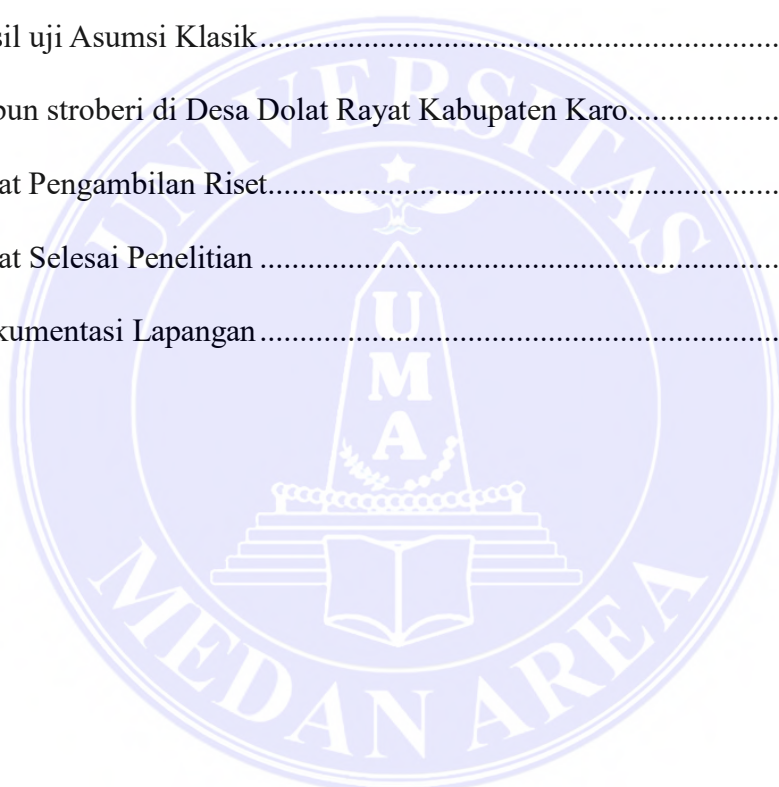 sil uji Asumsi Klasik........................................................................
bun stroberi di Desa Dolat Rayat Kabupaten Karo...................
at Pengambilan Riset......................................................................
at Selesai Penelitian .......................................................................
kumentasi Lapangan.......................................................................
UNIVERSITAS
UMA
MEDAN AREA